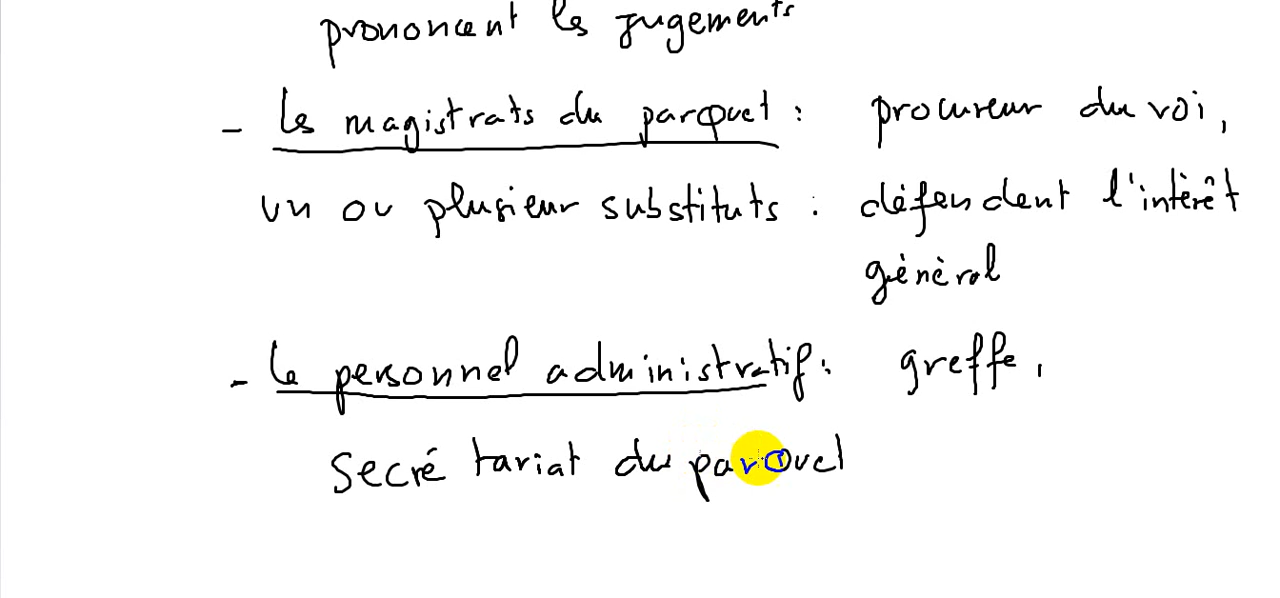 prononcent les jugements
- les magistrats du parquet : procureur du roi,
un ou plusieur substituts : défendent l'intérêt
général
- le personnel administratif : greffe,
Secrétariat du parquet